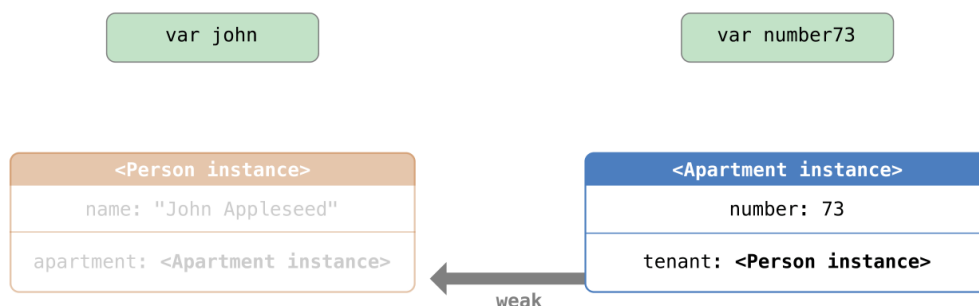 var john
var number73
<Person instance>
<Apartment instance>
name: "John Appleseed"
number: 73
apartment: <Apartment instance>
tenant: <Person instance>
weak